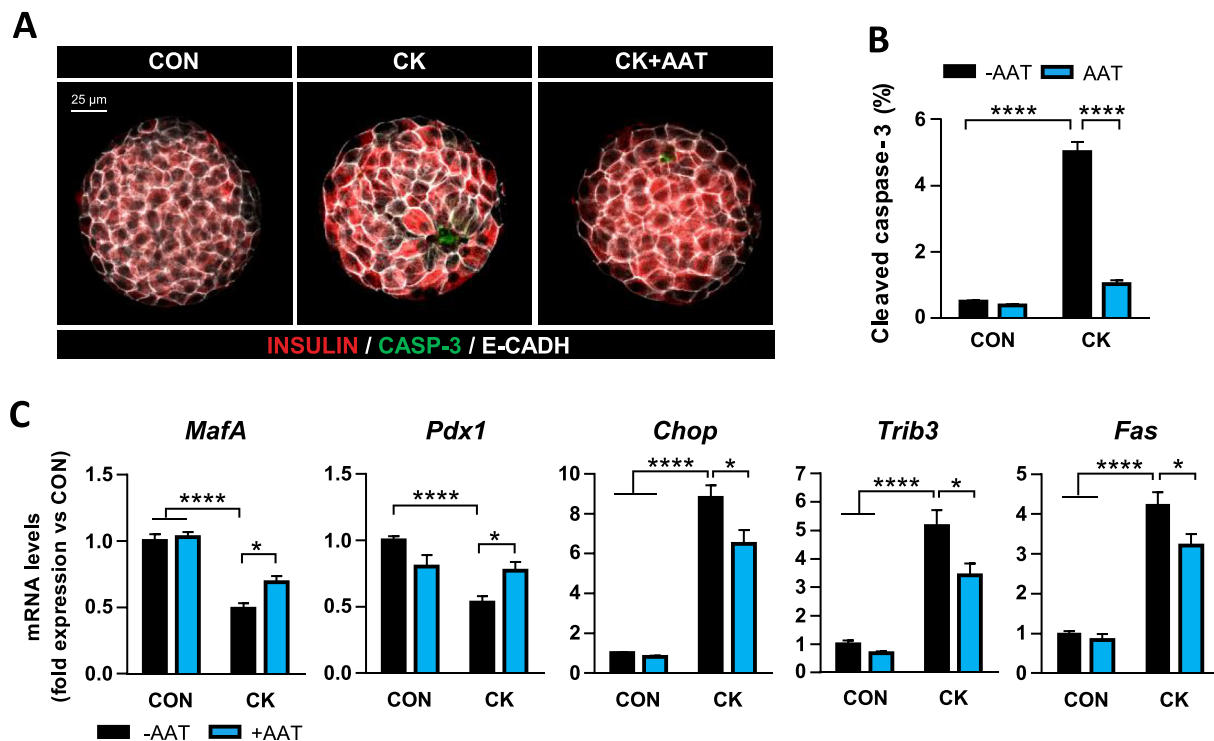 A
CON CK CK+AAT
25 µm
INSULIN / CASP-3 / E-CADH
B
-AAT AAT
Cleaved caspase-3 (%)
**** ****
6
4
2
0
CON CK
C
mRNA levels
(fold expression vs CON)
MafA
1.5
1.0
0.5
0.0
**** *
CON CK
Pdx1
1.5
1.0
0.5
0.0
**** *
CON CK
Chop
10
8
6
4
2
0
**** *
CON CK
Trib3
7
6
5
4
3
2
1
0
**** *
CON CK
Fas
5
4
3
2
1
0
**** *
CON CK
-AAT +AAT